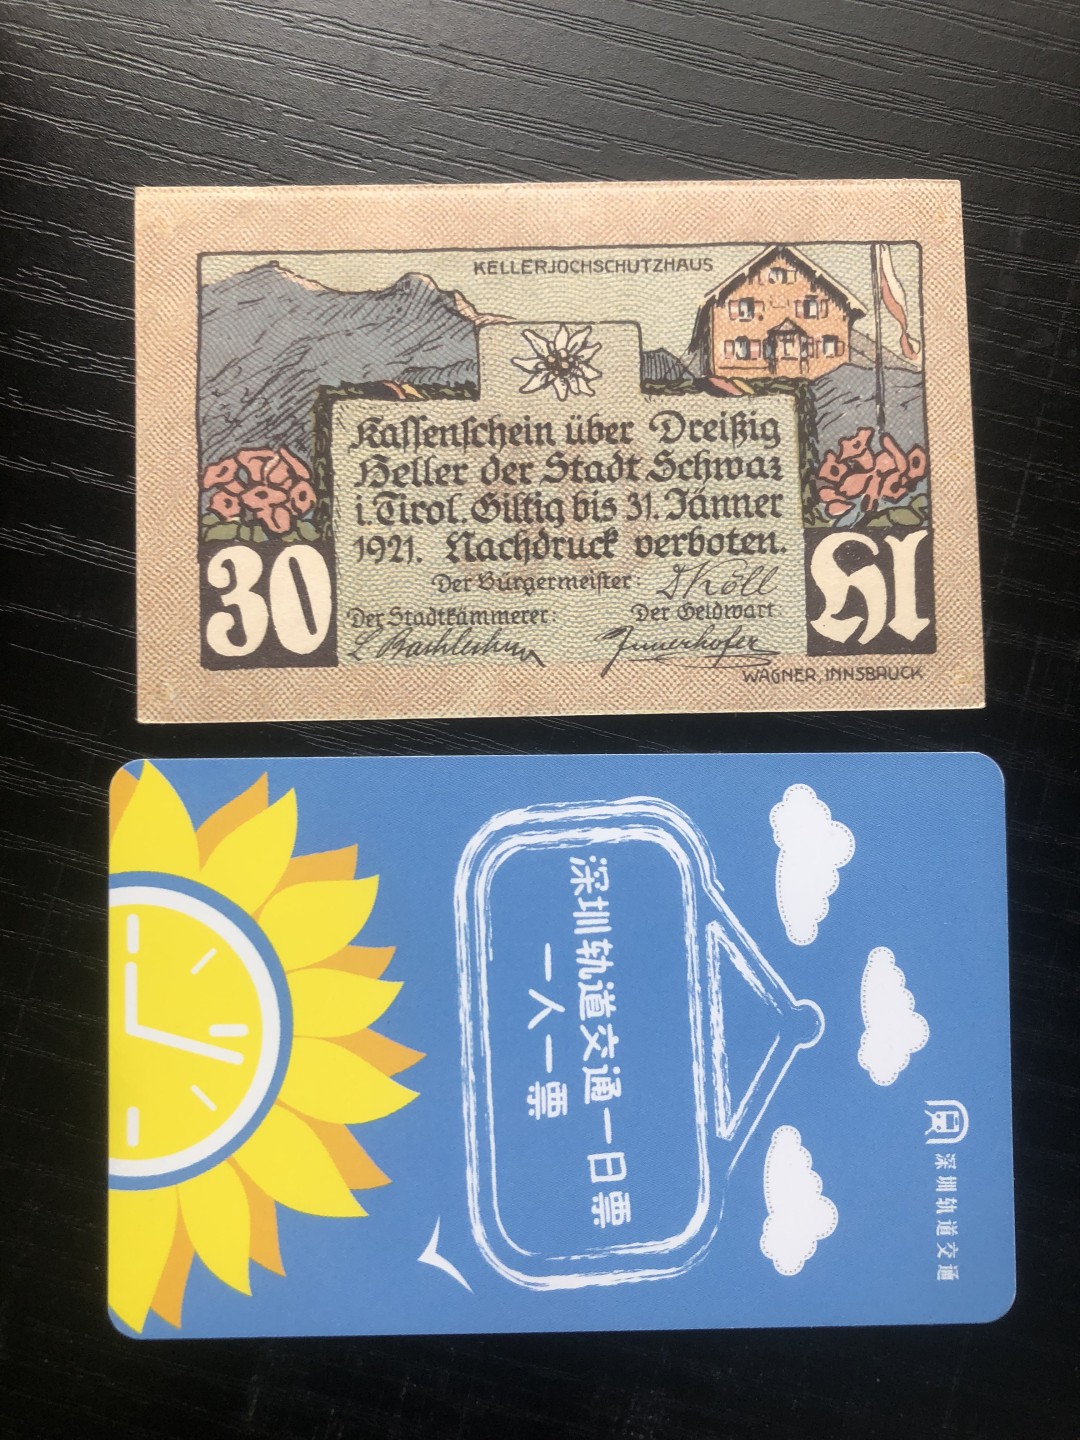 KELLERJOCHSCHUTZHAUS
Kassenschein über Dreißig
Heller der Stadt Schwaz
i. Tirol. Giltig bis 31. Jänner
1921. Nachdruck verboten.
Der Bürgermeister: Köll
Der Stadtkämmerer: Der Geldwart
Innerhofer
30 Hl
WAGNER, INNSBRUCK
深圳轨道交通
深圳轨道交通一日票
一人一票